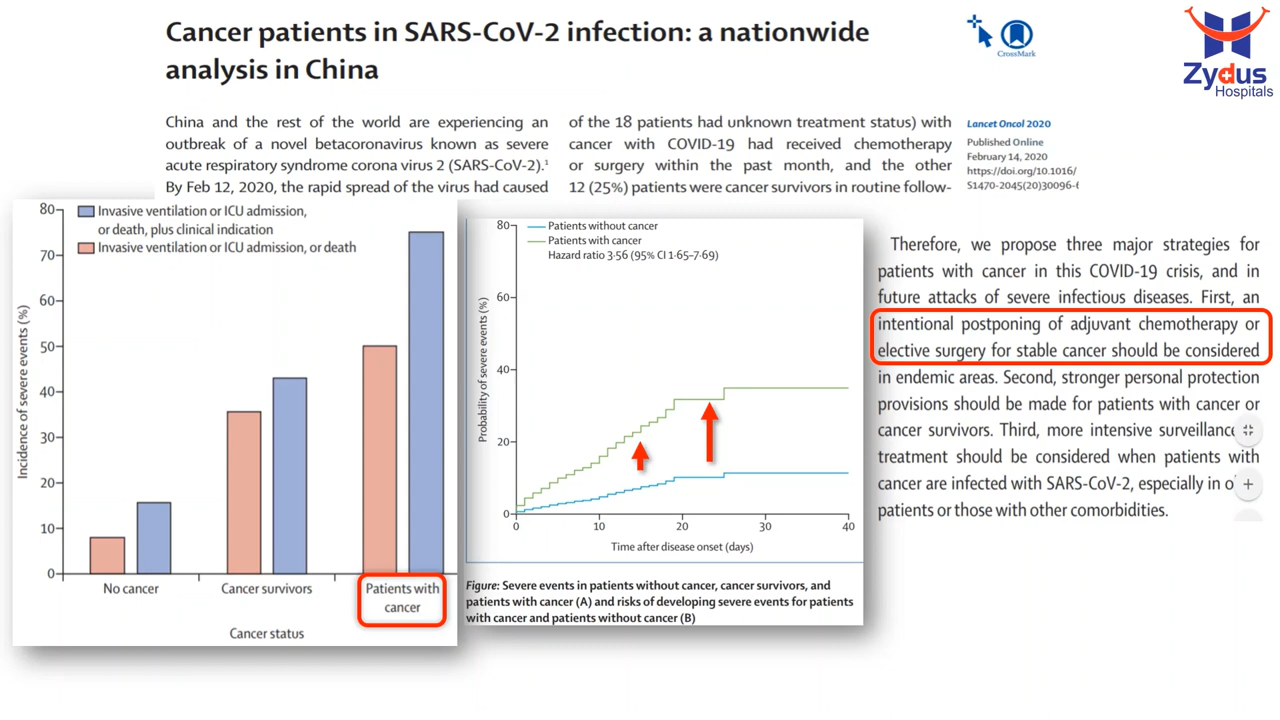 Cancer patients in SARS-CoV-2 infection: a nationwide
analysis in China
CrossMark
Zydus
Hospitals
China and the rest of the world are experiencing an
outbreak of a novel betacoronavirus known as severe
acute respiratory syndrome corona virus 2 (SARS-CoV-2).¹
By Feb 12, 2020, the rapid spread of the virus had caused
of the 18 patients had unknown treatment status) with
cancer with COVID-19 had received chemotherapy
or surgery within the past month, and the other
12 (25%) patients were cancer survivors in routine follow-
Lancet Oncol 2020
Published Online
February 14, 2020
https://doi.org/10.1016/
S1470-2045(20)30096-6
Invasive ventilation or ICU admission,
or death, plus clinical indication
Invasive ventilation or ICU admission, or death
Incidence of severe events (%)
80
70
60
50
40
30
20
10
0
No cancer
Cancer survivors
Patients with
cancer
Cancer status
Patients without cancer
Patients with cancer
Hazard ratio 3·56 (95% CI 1·65–7·69)
Probability of severe events (%)
80
60
40
20
0
0
10
20
30
40
Time after disease onset (days)
Figure: Severe events in patients without cancer, cancer survivors, and
patients with cancer (A) and risks of developing severe events for patients
with cancer and patients without cancer (B)
Therefore, we propose three major strategies for
patients with cancer in this COVID-19 crisis, and in
future attacks of severe infectious diseases. First, an
intentional postponing of adjuvant chemotherapy or
elective surgery for stable cancer should be considered
in endemic areas. Second, stronger personal protection
provisions should be made for patients with cancer or
cancer survivors. Third, more intensive surveillance
treatment should be considered when patients with
cancer are infected with SARS-CoV-2, especially in
patients or those with other comorbidities.